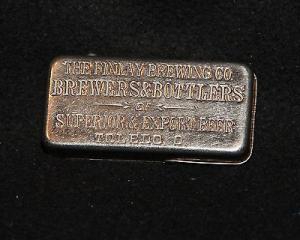 THE FINLAY BREWING CO.
BREWERS & BOTTLERS
OF
SUPERIOR & EXPORT BEER
TOLEDO O.